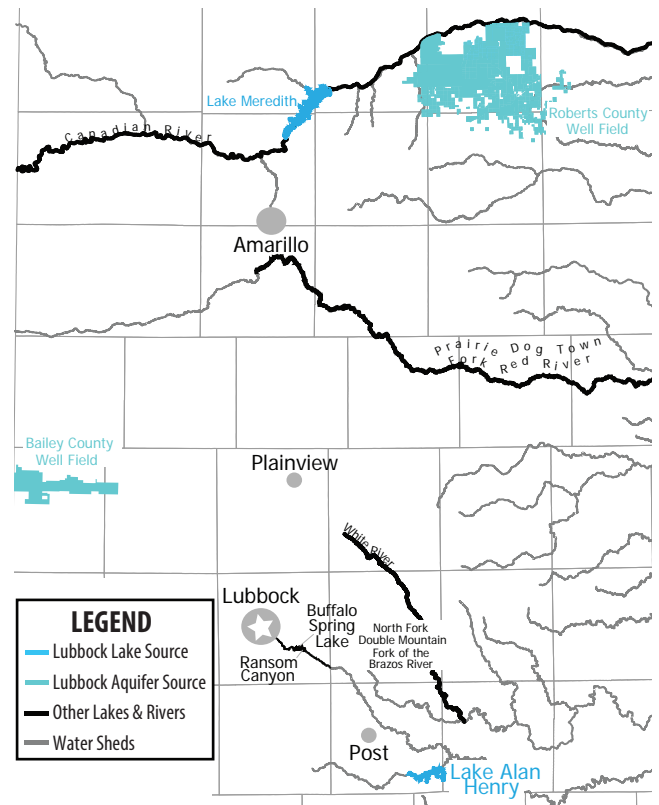 Lake Meredith
Canadian River
Roberts County
Well Field
Amarillo
Prairie Dog Town
Fork Red River
Bailey County
Well Field
Plainview
White River
Lubbock
Buffalo
Spring
Lake
Ransom
Canyon
North Fork
Double Mountain
Fork of the
Brazos River
LEGEND
Lubbock Lake Source
Lubbock Aquifer Source
Other Lakes & Rivers
Water Sheds
Post
Lake Alan
Henry